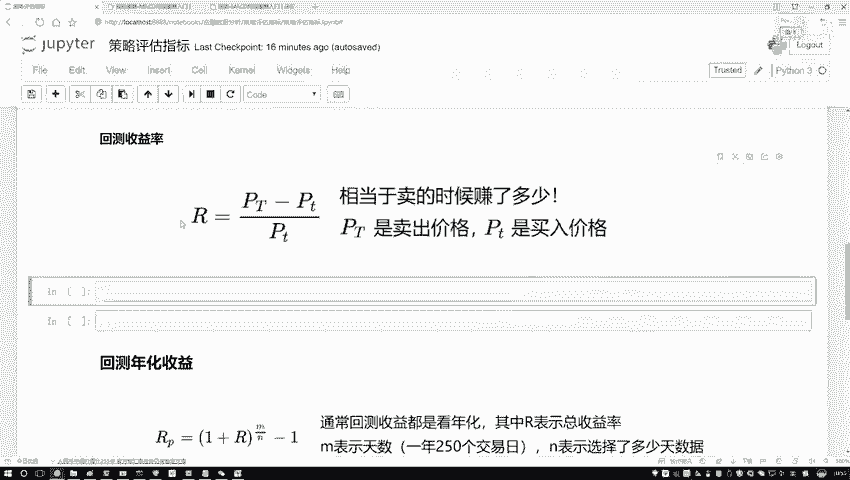 http://localhost:8888/notebooks/
jupyter 策略评估指标 Last Checkpoint: 16 minutes ago (autosaved)
Logout
File Edit View Insert Cell Kernel Widgets Help
Trusted Python 3
Code
回测收益率
R = (P_T − P_t) / P_t
相当于卖的时候赚了多少！
P_T 是卖出价格，P_t 是买入价格
In [ ]:
In [ ]:
回测年化收益
R_p = (1 + R)^{m/n} − 1
通常回测收益都是看年化，其中R表示总收益率
m表示天数（一年250个交易日），n表示选择了多少天数据